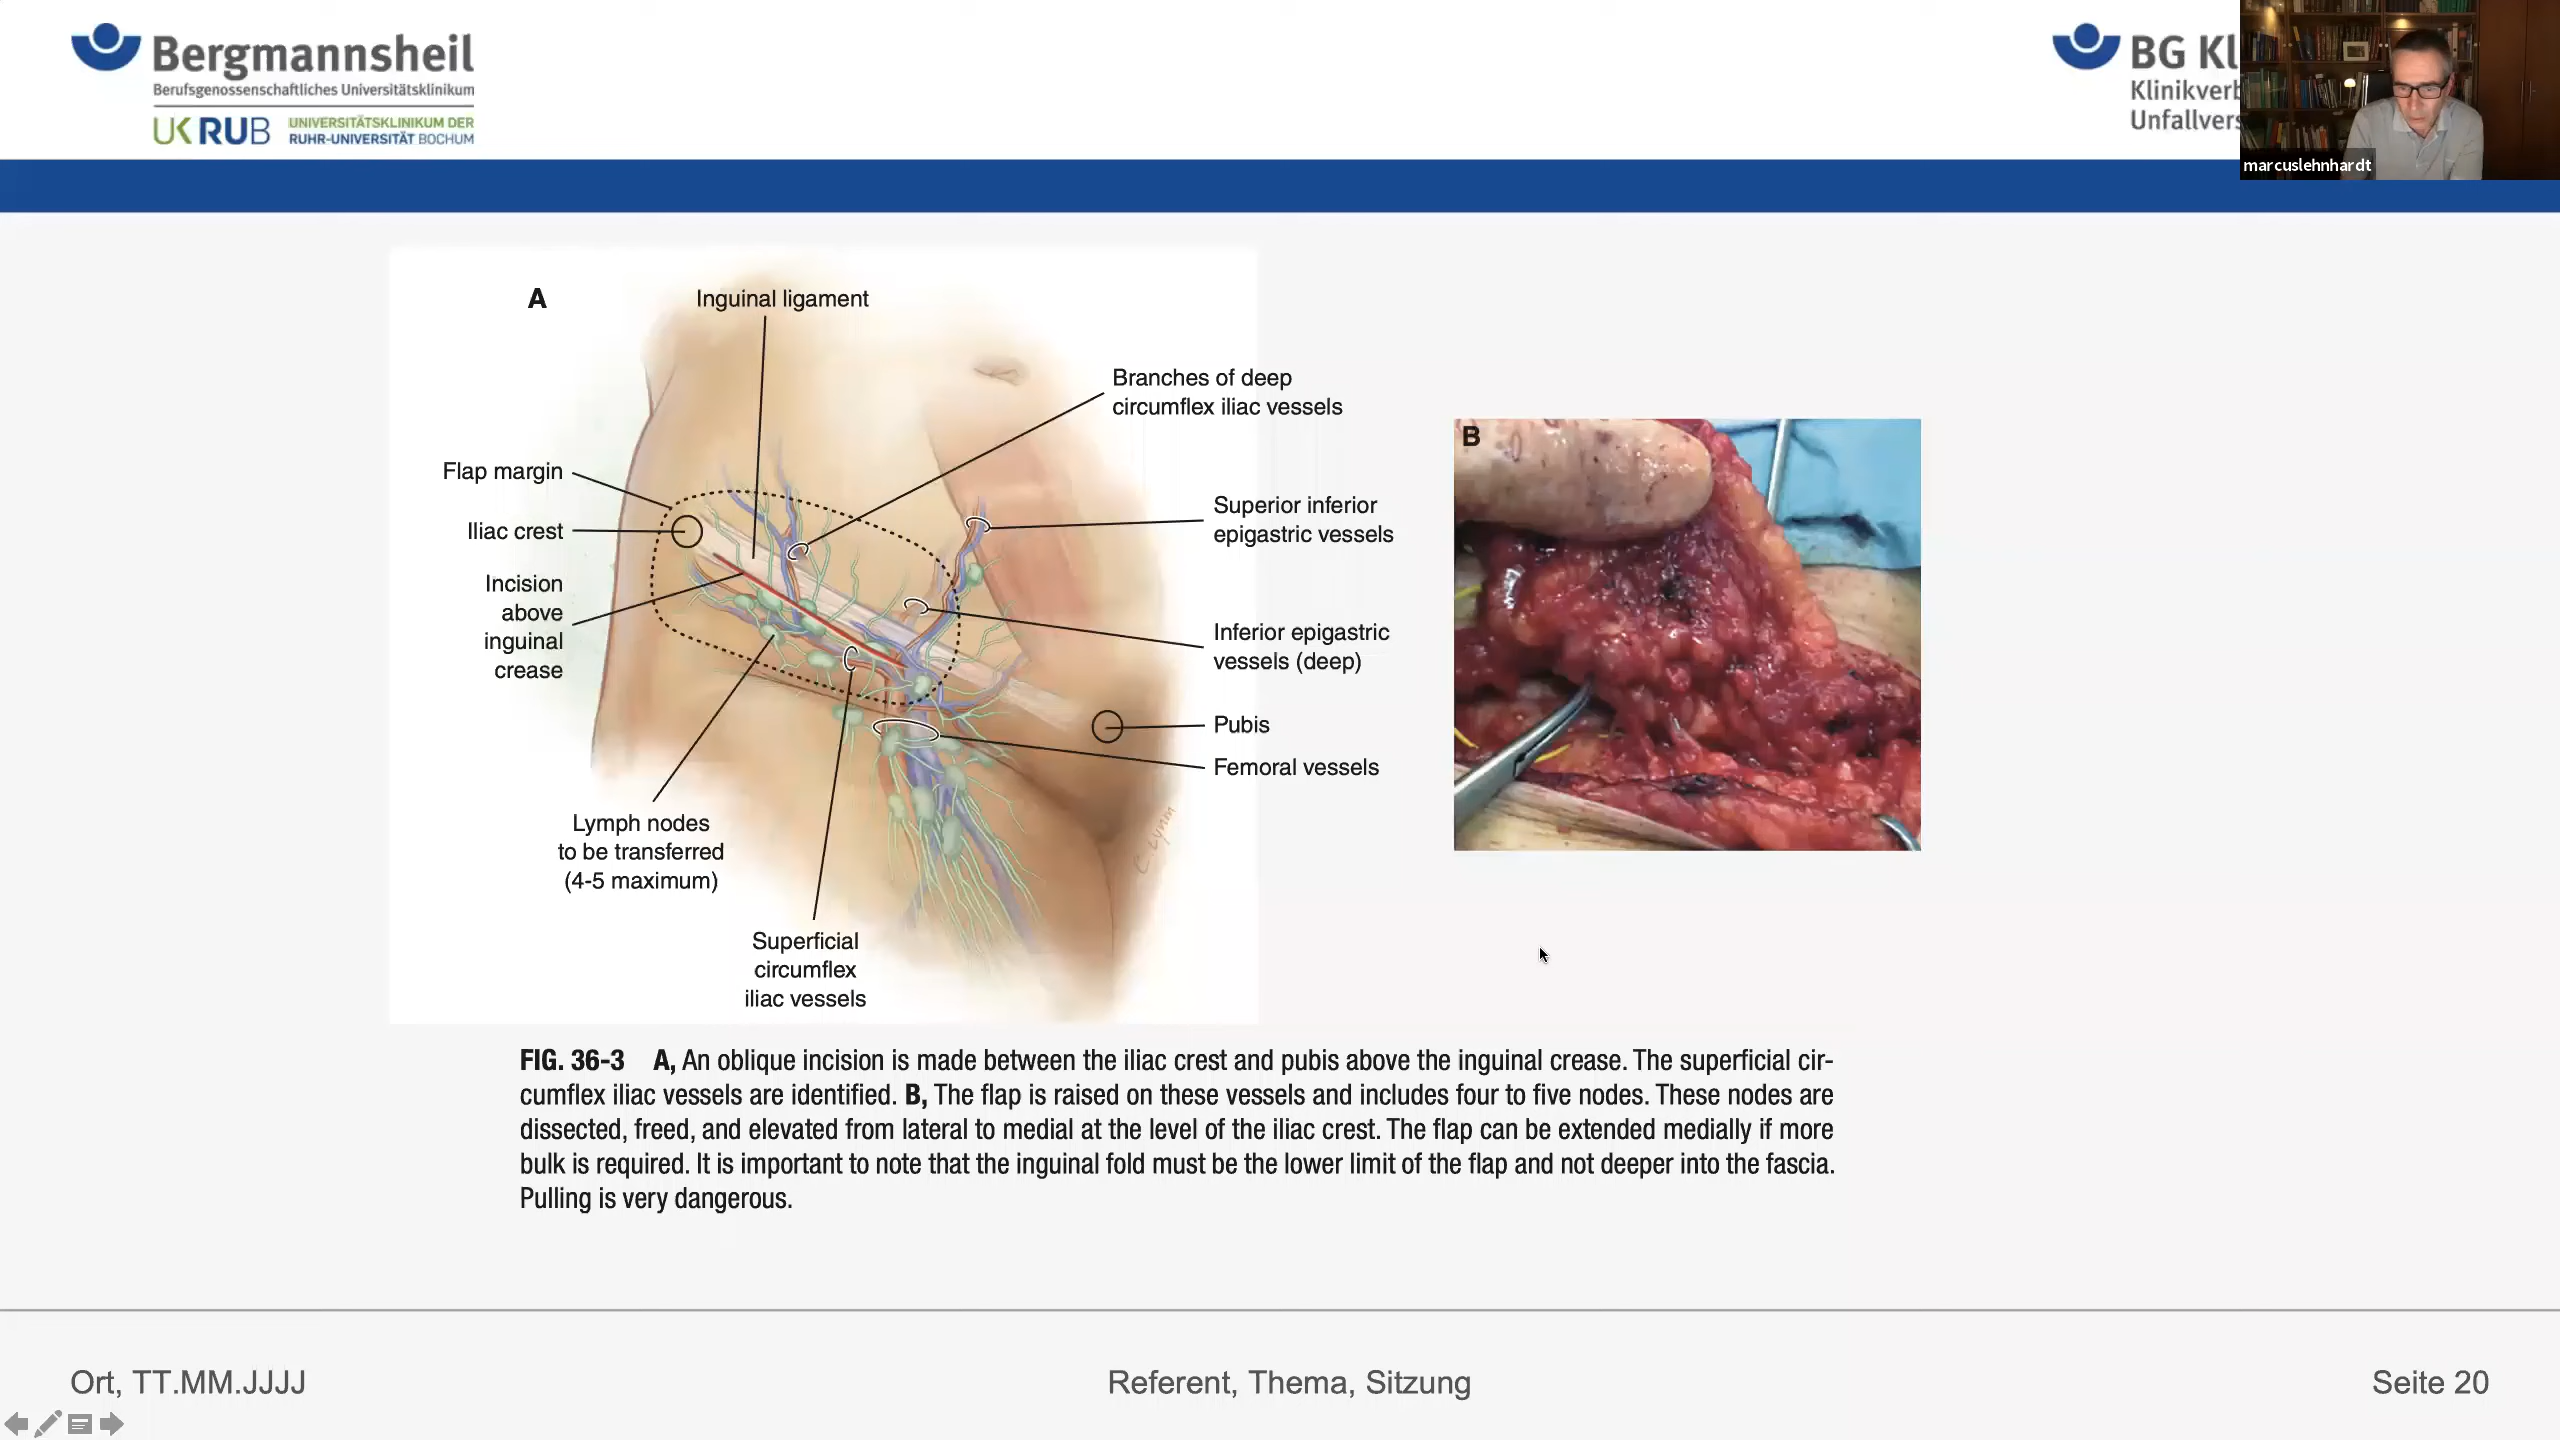 Bergmannsheil
Berufsgenossenschaftliches Universitätsklinikum
UK RUB
UNIVERSITÄTSKLINIKUM DER
RUHR-UNIVERSITÄT BOCHUM
BG Kl
Klinikverb
Unfallvers
marcuslehnhardt
A
Inguinal ligament
Branches of deep
circumflex iliac vessels
Flap margin
Iliac crest
Incision
above
inguinal
crease
Superior inferior
epigastric vessels
Inferior epigastric
vessels (deep)
Pubis
Femoral vessels
Lymph nodes
to be transferred
(4-5 maximum)
Superficial
circumflex
iliac vessels
C. Lynm
B
FIG. 36-3 A, An oblique incision is made between the iliac crest and pubis above the inguinal crease. The superficial cir-
cumflex iliac vessels are identified. B, The flap is raised on these vessels and includes four to five nodes. These nodes are
dissected, freed, and elevated from lateral to medial at the level of the iliac crest. The flap can be extended medially if more
bulk is required. It is important to note that the inguinal fold must be the lower limit of the flap and not deeper into the fascia.
Pulling is very dangerous.
Ort, TT.MM.JJJJ
Referent, Thema, Sitzung
Seite 20